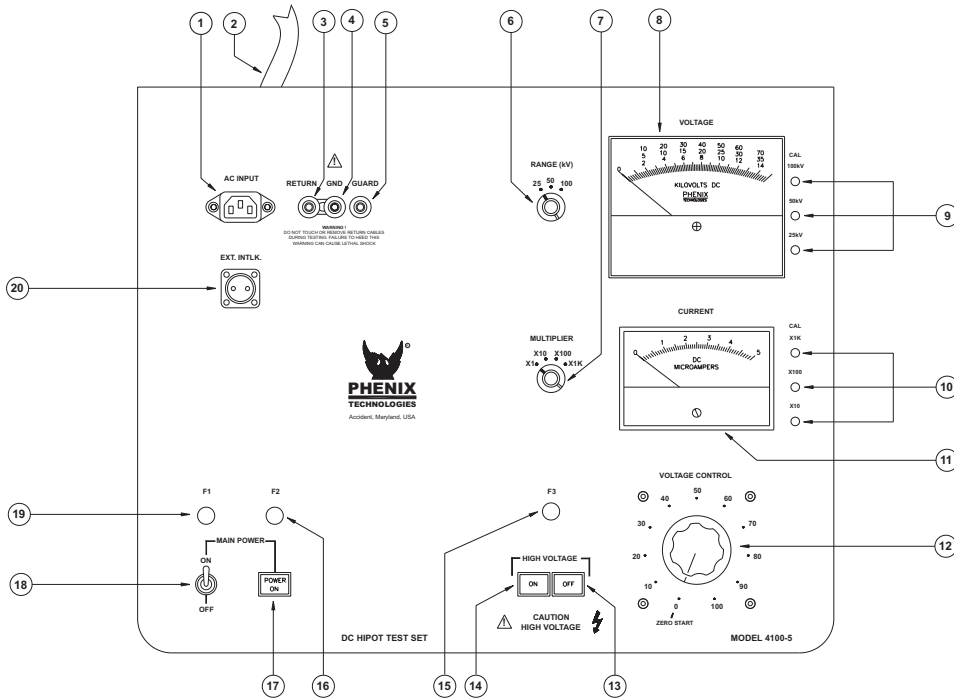 1
2
3
4
5
6
7
8
VOLTAGE
10 20 30 40 50 60 70
5 10 15 20 25 30 35
2 4 6 8 10 12 14
0
KILOVOLTS DC
PHENIX
TECHNOLOGIES
CAL
100kV
50kV
25kV
9
AC INPUT
RETURN GND GUARD
WARNING !
DO NOT TOUCH OR REMOVE RETURN CABLES
DURING TESTING. FAILURE TO HEED THIS
WARNING CAN CAUSE LETHAL SHOCK
RANGE (kV)
25 50 100
EXT. INTLK.
20
CURRENT
0 1 2 3 4 5
DC
MICROAMPERS
CAL
X1K
X100
X10
10
11
MULTIPLIER
X1 X10 X100 X1K
R
PHENIX
TECHNOLOGIES
Accident, Maryland, USA
VOLTAGE CONTROL
0 10 20 30 40 50 60 70 80 90 100
ZERO START
12
F1
F2
F3
19
MAIN POWER
ON
OFF
18
POWER
ON
HIGH VOLTAGE
ON
OFF
CAUTION
HIGH VOLTAGE
DC HIPOT TEST SET
MODEL 4100-5
17
16
15
14
13